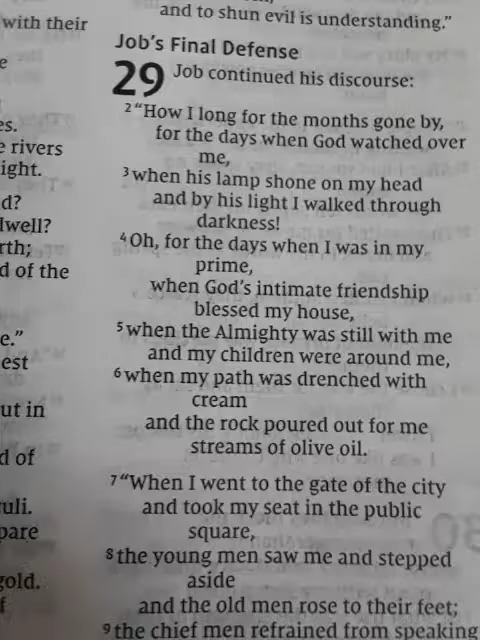 with their
e
es.
e rivers
ight.
d?
lwell?
rth;
d of the
e."
est
ut in
d of
uli.
pare
gold.
f
and to shun evil is understanding."
Job's Final Defense
29 Job continued his discourse:
2 "How I long for the months gone by,
for the days when God watched over
me,
3 when his lamp shone on my head
and by his light I walked through
darkness!
4 Oh, for the days when I was in my
prime,
when God's intimate friendship
blessed my house,
5 when the Almighty was still with me
and my children were around me,
6 when my path was drenched with
cream
and the rock poured out for me
streams of olive oil.
7 "When I went to the gate of the city
and took my seat in the public
square,
8 the young men saw me and stepped
aside
and the old men rose to their feet;
9 the chief men refrained from speaking